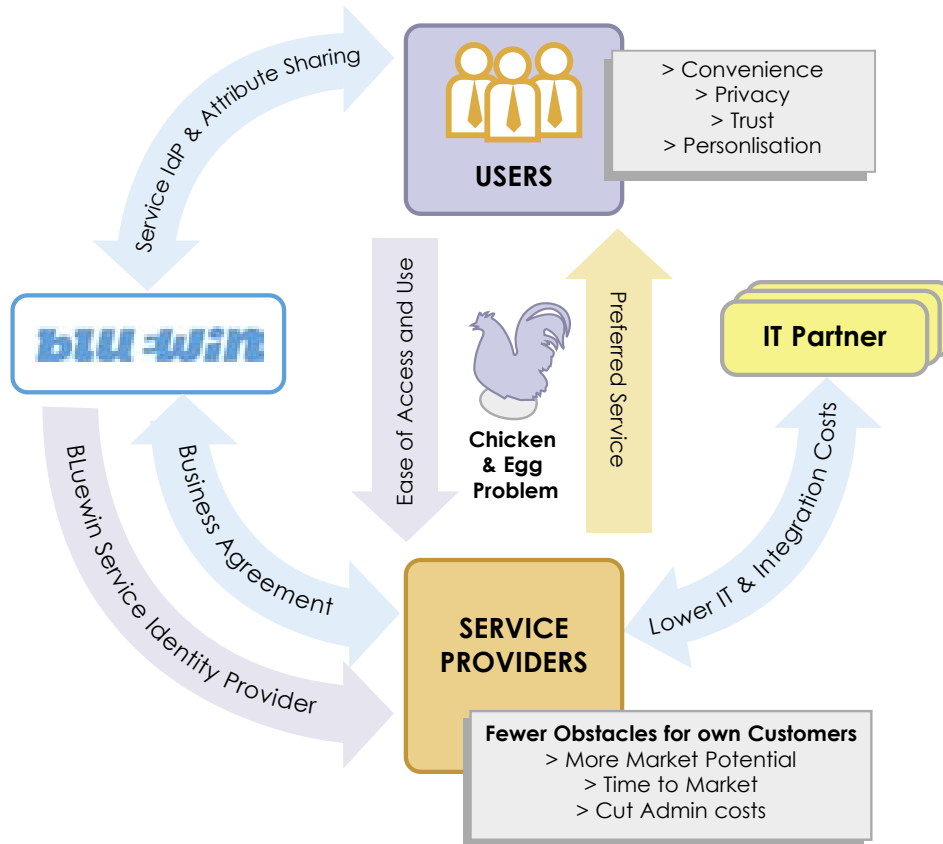 Service IdP & Attribute Sharing
USERS
> Convenience
> Privacy
> Trust
> Personlisation
blu win
Ease of Access and Use
Chicken
& Egg
Problem
Preferred Service
IT Partner
BLuewin Service Identity Provider
Business Agreement
Lower IT & Integration Costs
SERVICE
PROVIDERS
Fewer Obstacles for own Customers
> More Market Potential
> Time to Market
> Cut Admin costs